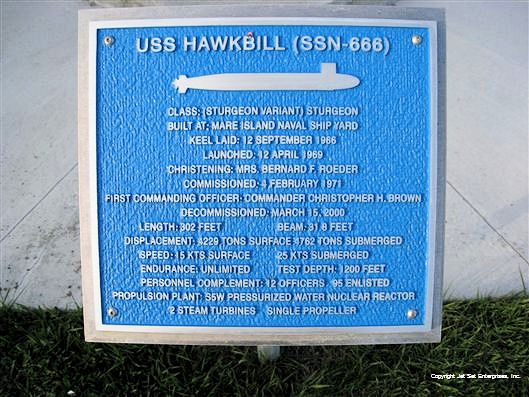 USS HAWKBILL (SSN-666)
CLASS: (STURGEON VARIANT) STURGEON
BUILT AT: MARE ISLAND NAVAL SHIP YARD
KEEL LAID: 12 SEPTEMBER 1966
LAUNCHED: 12 APRIL 1969
CHRISTENING: MRS. BERNARD F. ROEDER
COMMISSIONED: 4 FEBRUARY 1971
FIRST COMMANDING OFFICER: COMMANDER CHRISTOPHER H. BROWN
DECOMMISSIONED: MARCH 15, 2000
LENGTH: 302 FEET BEAM: 31.8 FEET
DISPLACEMENT: 4229 TONS SURFACE 4762 TONS SUBMERGED
SPEED: 15 KTS SURFACE 25 KTS SUBMERGED
ENDURANCE: UNLIMITED TEST DEPTH: 1200 FEET
PERSONNEL COMPLEMENT: 12 OFFICERS 95 ENLISTED
PROPULSION PLANT: S5W PRESSURIZED WATER NUCLEAR REACTOR
2 STEAM TURBINES SINGLE PROPELLER
Copyright Jet Set Enterprises, Inc.